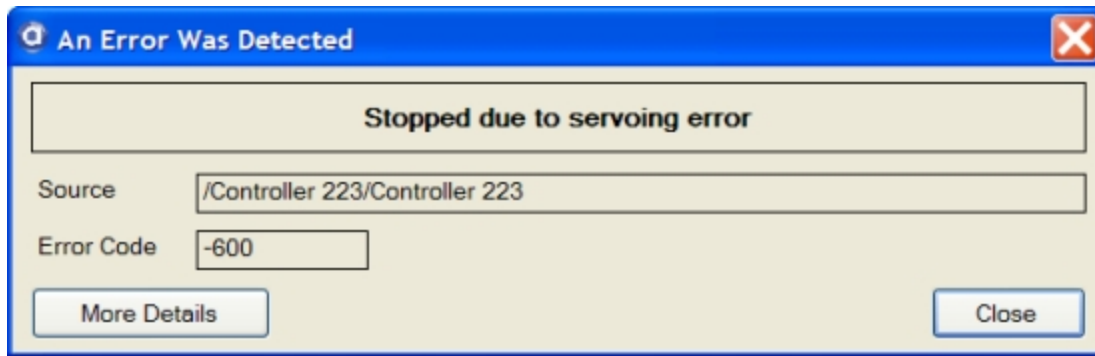 An Error Was Detected
Stopped due to servoing error
Source /Controller 223/Controller 223
Error Code -600
More Details Close